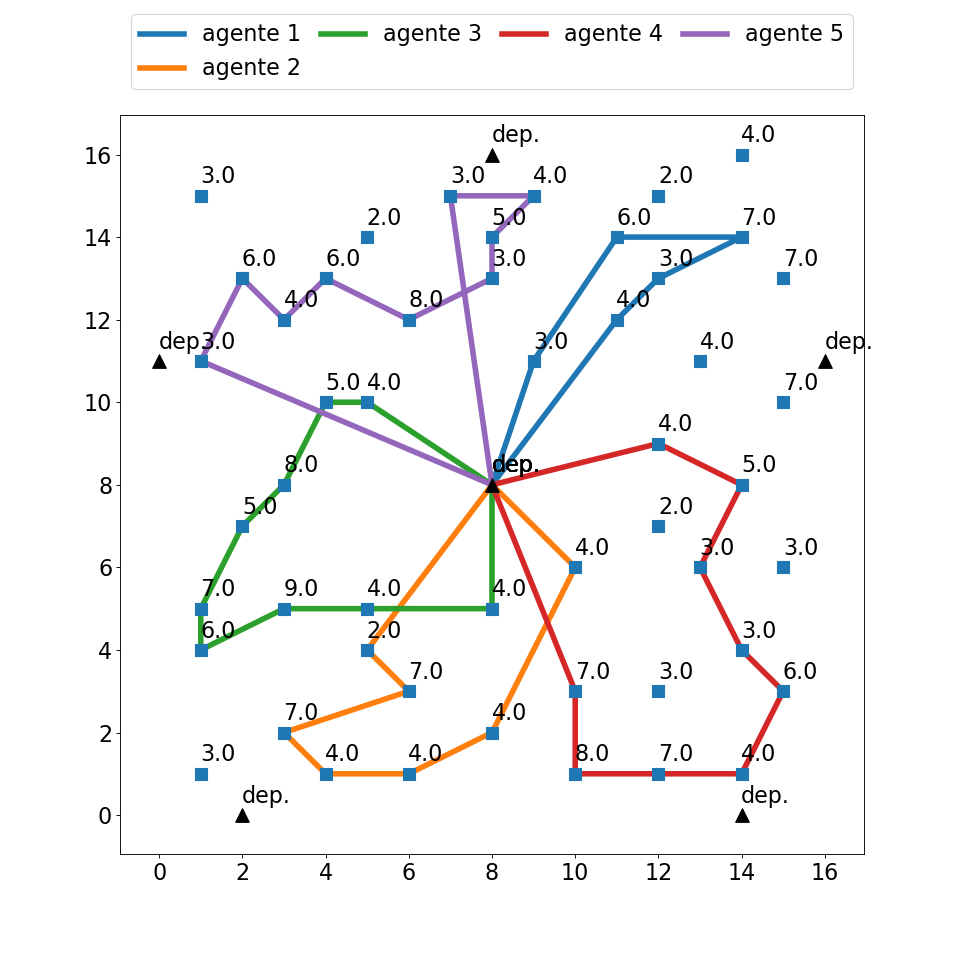 agente 1 agente 3 agente 4 agente 5
agente 2
16
14
12
10
8
6
4
2
0
dep. 4.0
3.0 3.0 4.0 2.0
2.0 5.0 6.0 7.0
6.0 6.0 3.0 3.0 7.0
4.0 8.0 4.0
dep. 3.0 3.0 4.0 dep.
5.0 4.0 7.0
4.0
8.0 dep. 5.0
5.0 2.0
4.0 3.0 3.0
7.0 9.0 4.0 4.0
6.0 2.0 3.0
7.0 7.0 3.0 6.0
7.0 4.0
3.0 4.0 4.0 8.0 7.0 4.0
dep. dep.
0 2 4 6 8 10 12 14 16